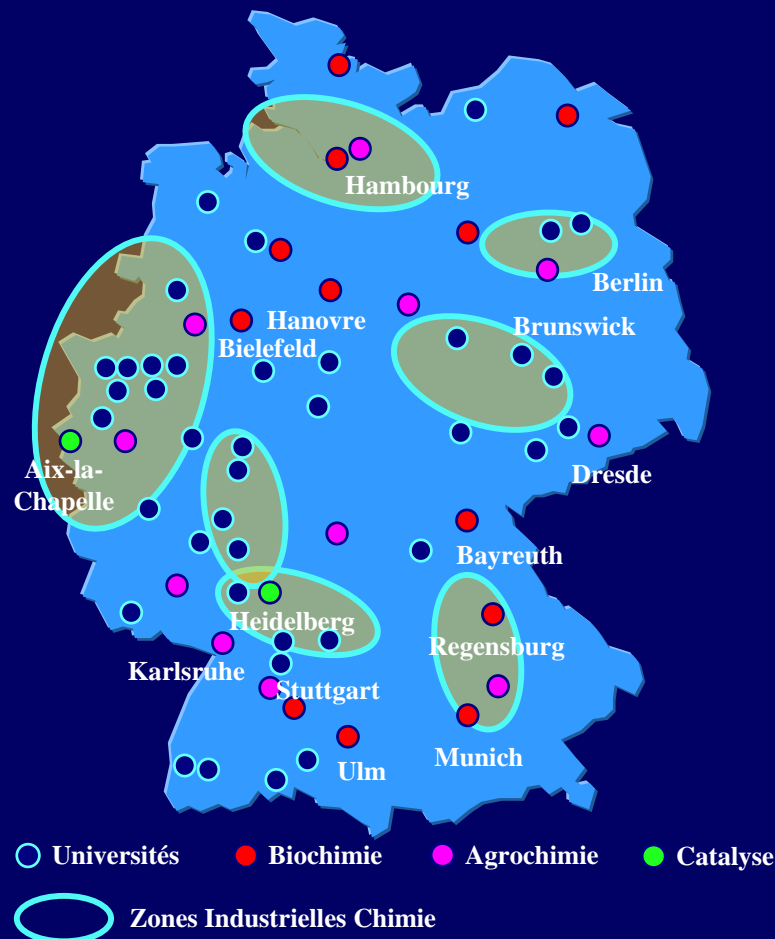 Hambourg
Berlin
Hanovre
Brunswick
Bielefeld
Aix-la-
Chapelle
Dresde
Bayreuth
Heidelberg
Regensburg
Karlsruhe
Stuttgart
Munich
Ulm
Universités
Biochimie
Agrochimie
Catalyse
Zones Industrielles Chimie